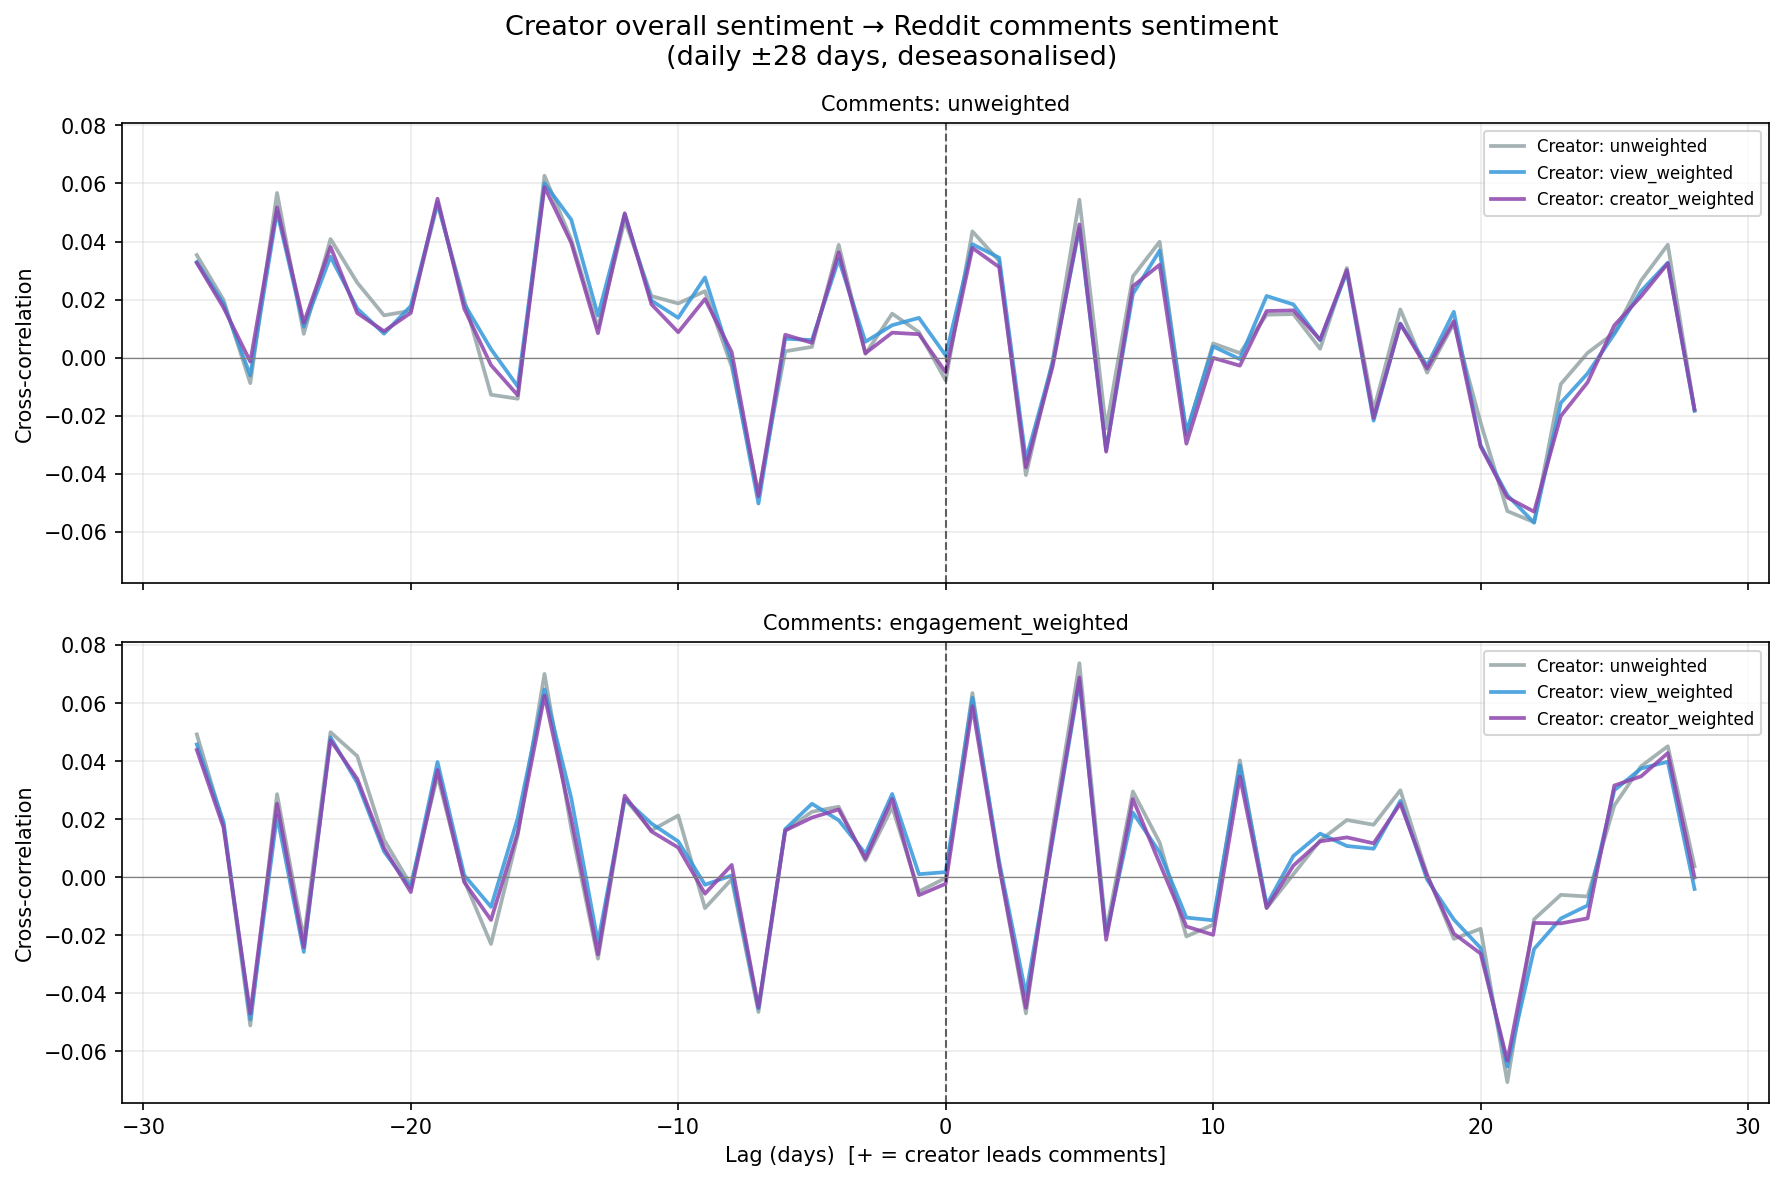 Creator overall sentiment → Reddit comments sentiment
(daily ±28 days, deseasonalised)
Comments: unweighted
0.08
0.06
0.04
0.02
0.00
−0.02
−0.04
−0.06
Cross-correlation
Creator: unweighted
Creator: view_weighted
Creator: creator_weighted
Comments: engagement_weighted
0.08
0.06
0.04
0.02
0.00
−0.02
−0.04
−0.06
Cross-correlation
Creator: unweighted
Creator: view_weighted
Creator: creator_weighted
−30 −20 −10 0 10 20 30
Lag (days) [+ = creator leads comments]